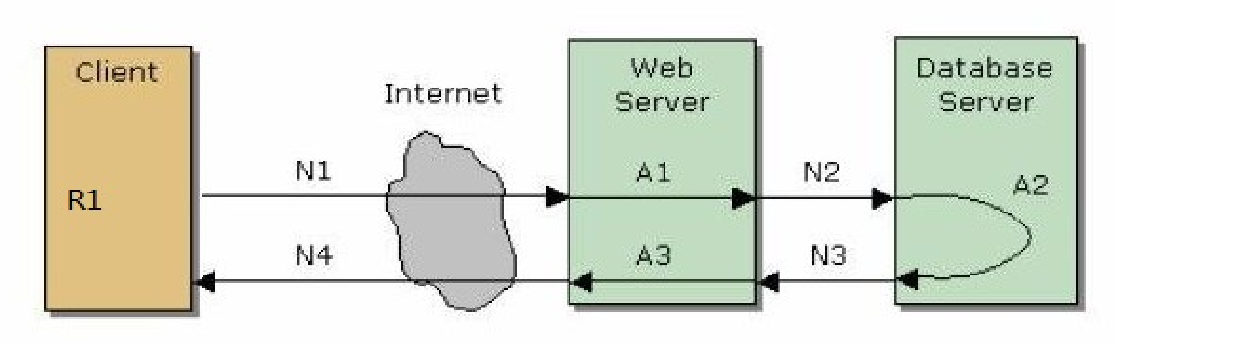 Client
R1
Internet
N1
N4
Web
Server
A1
A3
N2
N3
Database
Server
A2